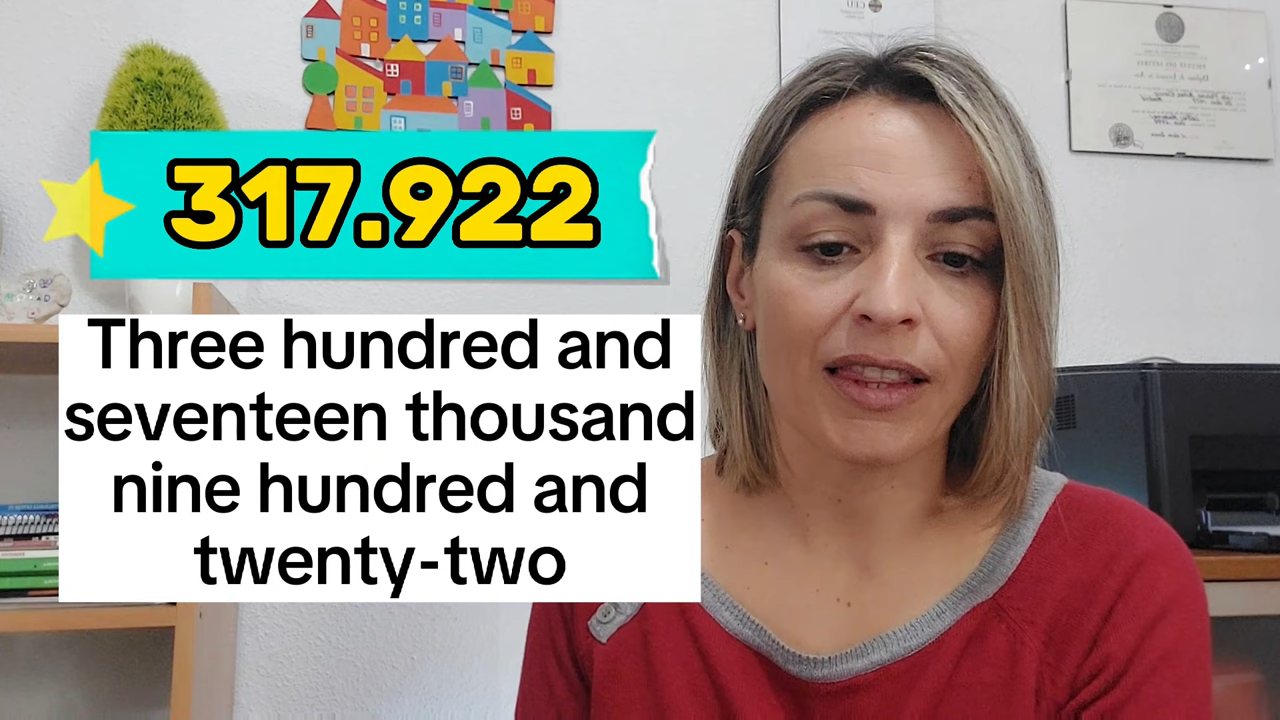 317.922
Three hundred and
seventeen thousand
nine hundred and
twenty-two